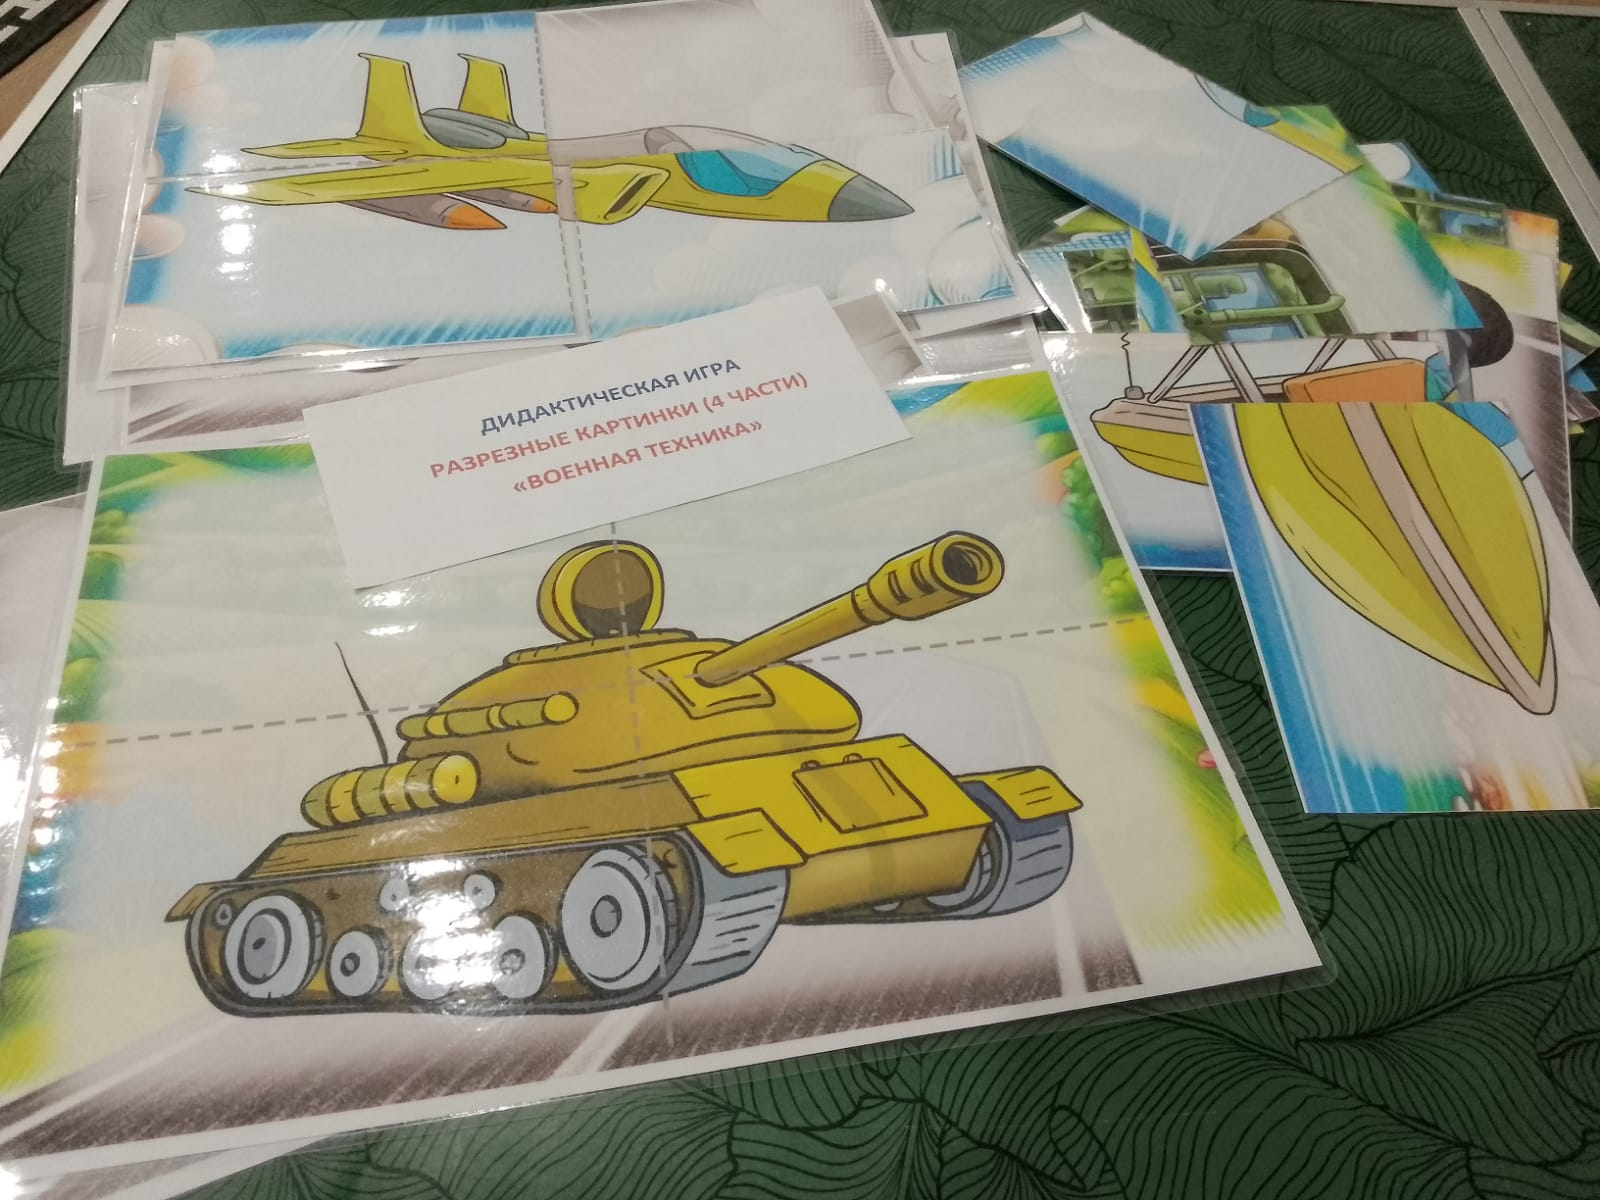 ДИДАКТИЧЕСКАЯ ИГРА
РАЗРЕЗНЫЕ КАРТИНКИ (4 ЧАСТИ)
«ВОЕННАЯ ТЕХНИКА»